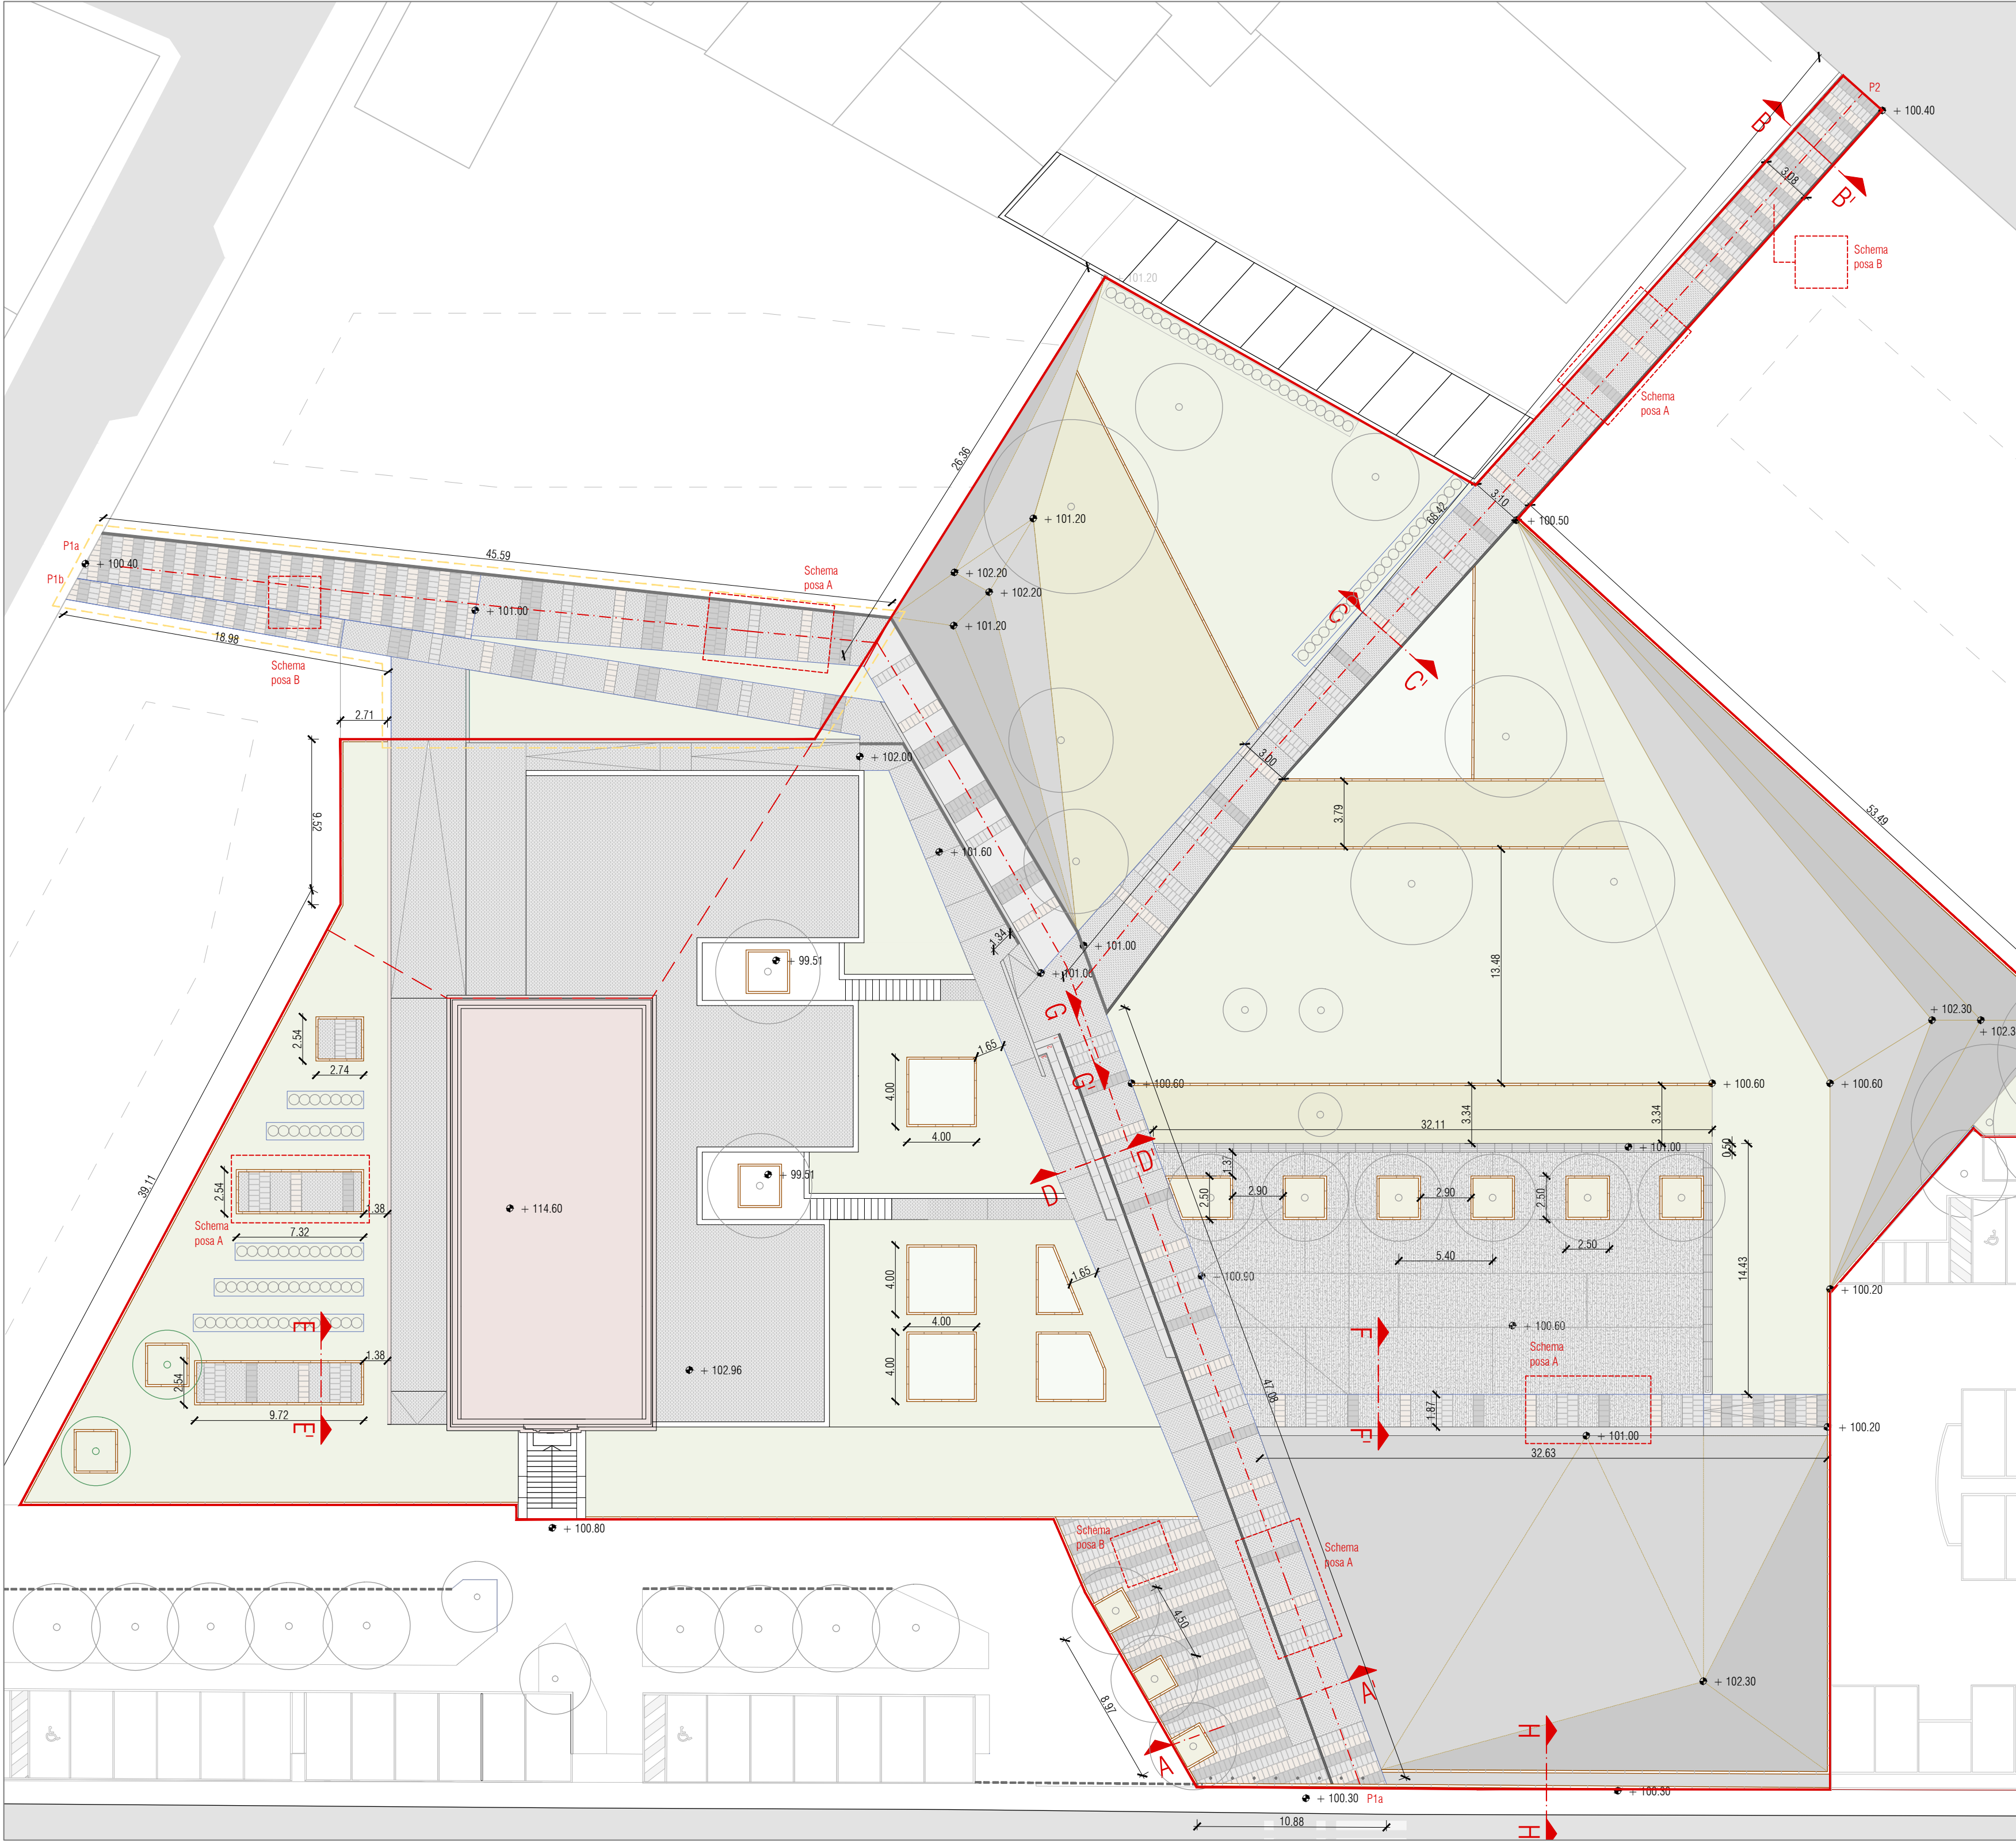 P2
+ 100.40
B
3.08
B'
Schema
posa B
101.20
Schema
posa A
26.36
3.10
68.42
+ 100.50
+ 101.20
45.59
P1a
+ 100.40
P1b
Schema
posa A
+ 102.20
+ 102.20
+ 101.00
+ 101.20
C
18.98
Schema
posa B
C'
2.71
3.00
+ 102.00
9.52
3.79
53.49
+ 101.60
1.34
+ 101.00
+ 99.51
+ 101.00
13.48
G
+ 102.30
2.54
1.65
2.74
G'
4.00
+ 100.60
+ 100.60
+ 100.60
3.34
3.34
32.11
4.00
D'
+ 101.00
0.50
1.37
D
+ 99.51
39.11
2.54
1.38
2.50
2.90
2.90
2.50
+ 114.60
Schema
posa A
7.32
5.40
2.50
14.43
4.00
1.65
+ 100.90
+ 100.20
E
4.00
F
+ 100.60
Schema
posa A
1.38
4.00
+ 102.96
2.54
47.08
1.87
9.72
E'
F'
+ 101.00
+ 100.20
32.63
+ 100.80
Schema
posa B
Schema
posa A
4.50
8.97
A'
+ 102.30
H
A
+ 100.30
P1a
+ 100.30
10.88
H